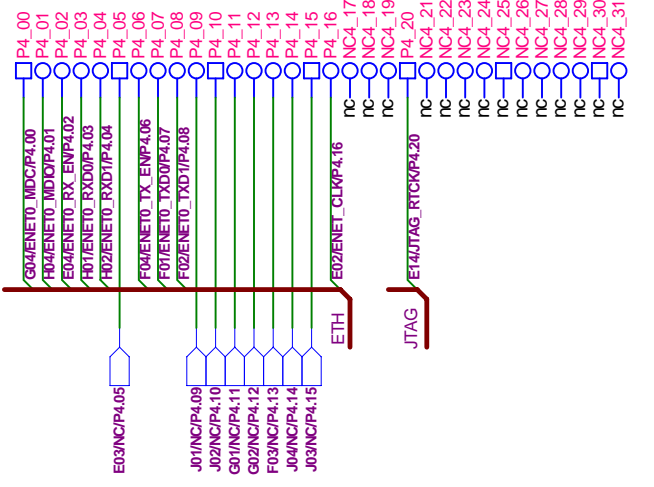 P4_00
P4_01
P4_02
P4_03
P4_04
P4_05
P4_06
P4_07
P4_08
P4_09
P4_10
P4_11
P4_12
P4_13
P4_14
P4_15
P4_16
NC4_17
NC4_18
NC4_19
P4_20
NC4_21
NC4_22
NC4_23
NC4_24
NC4_25
NC4_26
NC4_27
NC4_28
NC4_29
NC4_30
NC4_31
nc
nc
nc
nc
nc
nc
nc
nc
nc
nc
nc
nc
nc
nc
G04/ENET0_MDC/P4.00
H04/ENET0_MDIO/P4.01
E04/ENET0_RX_EN/P4.02
H01/ENET0_RXD0/P4.03
H02/ENET0_RXD1/P4.04
F04/ENET0_TX_EN/P4.06
F01/ENET0_TXD0/P4.07
F02/ENET0_TXD1/P4.08
E02/ENET_CLK/P4.16
E14/JTAG_RTCK/P4.20
ETH
JTAG
E03/NC/P4.05
J01/NC/P4.09
J02/NC/P4.10
G01/NC/P4.11
G02/NC/P4.12
F03/NC/P4.13
J04/NC/P4.14
J03/NC/P4.15